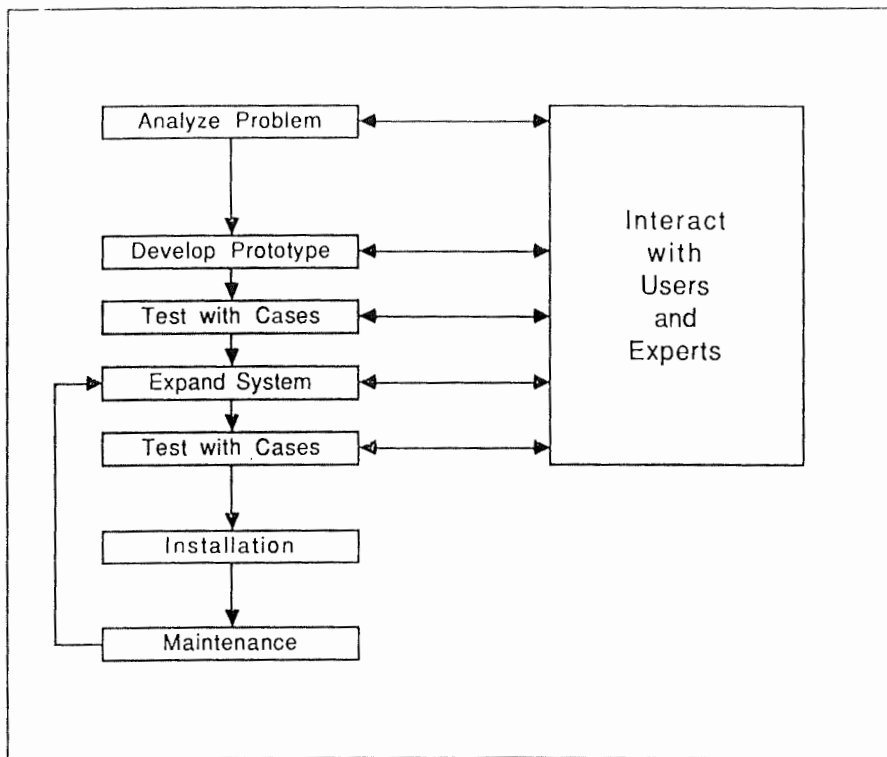 Analyze Problem
Develop Prototype
Test with Cases
Expand System
Test with Cases
Installation
Maintenance
Interact
with
Users
and
Experts